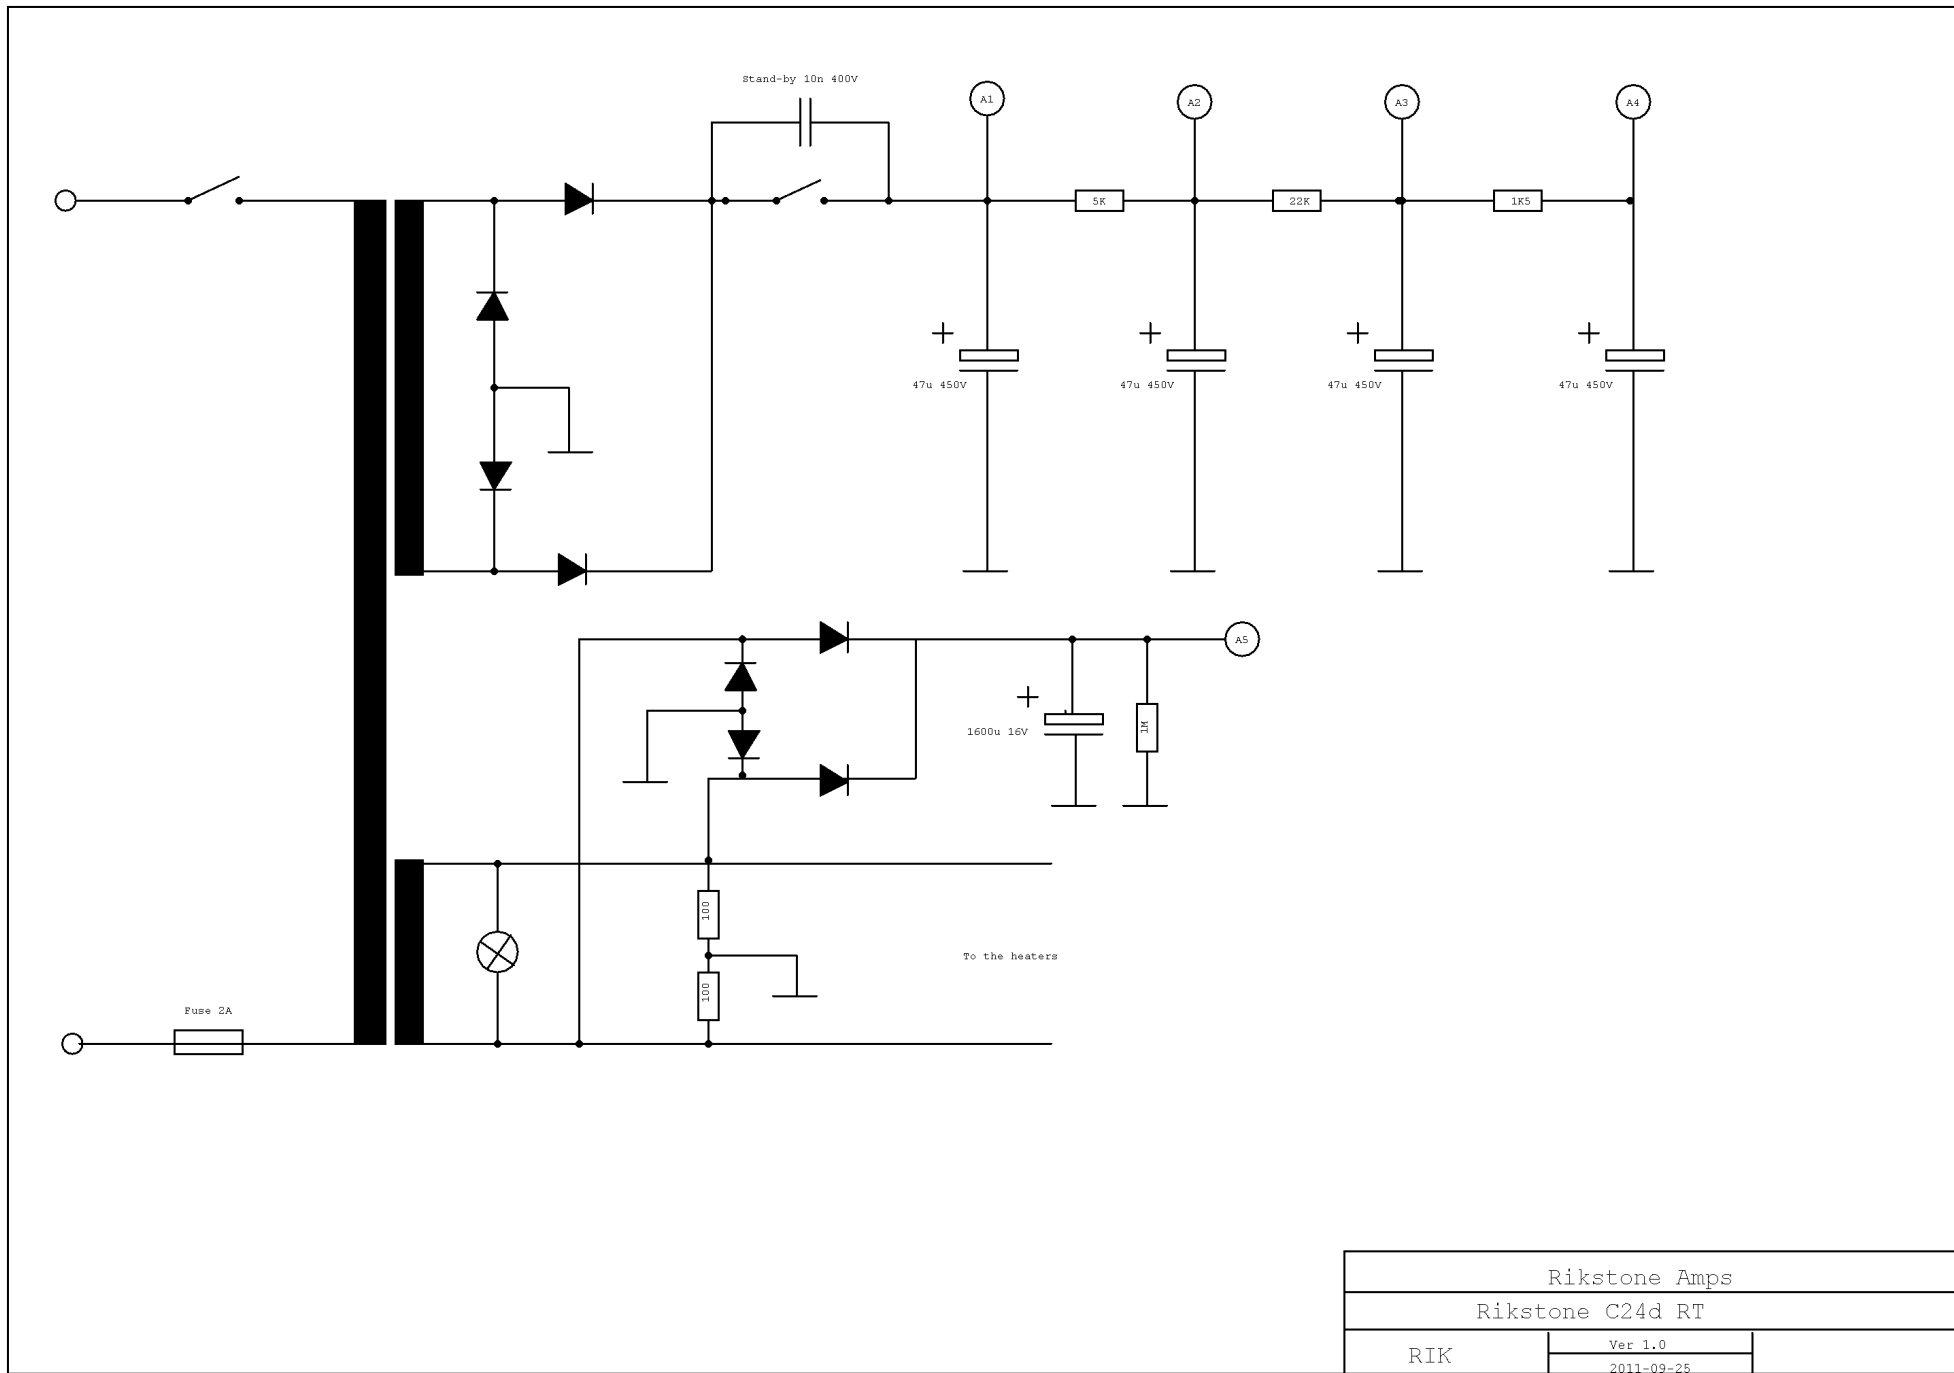 Stand-by 10n 400V
A1
A2
A3
A4
5K
22K
1K5
47u 450V
47u 450V
47u 450V
47u 450V
A5
1600u 16V
1M
100
To the heaters
100
Fuse 2A
Rikstone Amps
Rikstone C24d RT
RIK
Ver 1.0
2011-09-25